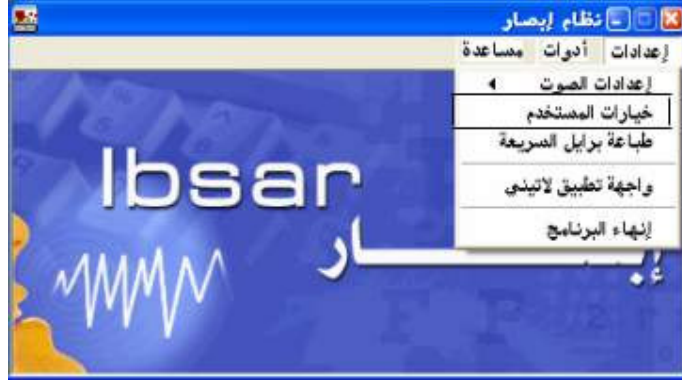 نظام إبصار
إعدادات أدوات مساعدة
إعدادات الصوت
خيارات المستخدم
طباعة برايل السريعة
واجهة تطبيق لاتيني
إنهاء البرنامج
Ibsar
إبصار